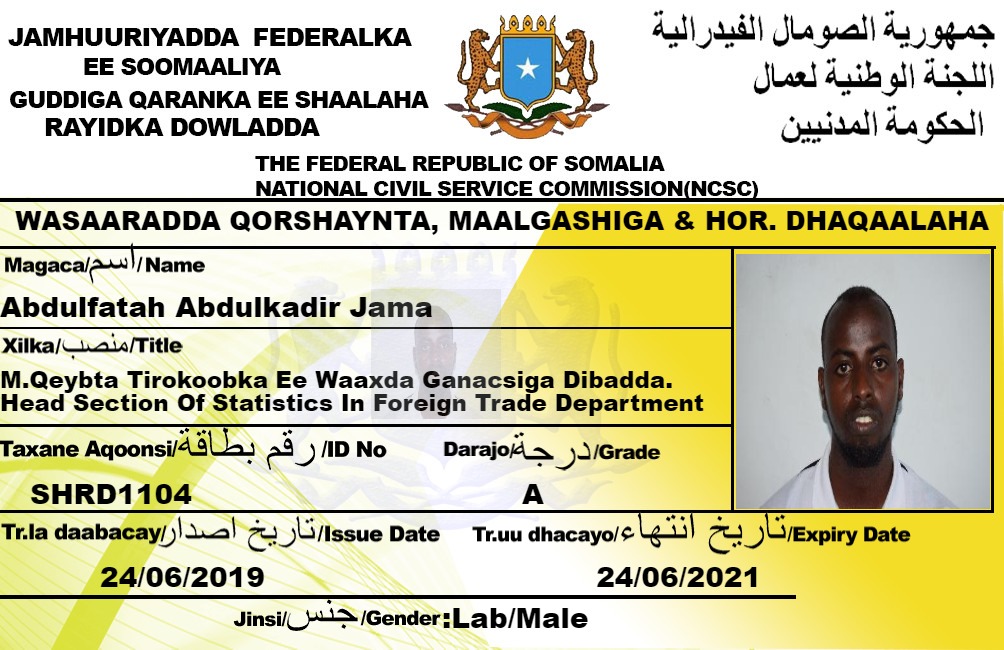 JAMHUURIYADDA FEDERALKA
EE SOOMAALIYA
GUDDIGA QARANKA EE SHAALAHA
RAYIDKA DOWLADDA
جمهورية الصومال الفيدرالية
اللجنة الوطنية لعمال
الحكومة المدنيين
THE FEDERAL REPUBLIC OF SOMALIA
NATIONAL CIVIL SERVICE COMMISSION(NCSC)
WASAARADDA QORSHAYNTA, MAALGASHIGA & HOR. DHAQAALAHA
Magaca/اسم/Name
Abdulfatah Abdulkadir Jama
Xilka/منصب/Title
M.Qeybta Tirokoobka Ee Waaxda Ganacsiga Dibadda.
Head Section Of Statistics In Foreign Trade Department
Taxane Aqoonsi/رقم بطاقة/ID No
SHRD1104
Darajo/درجة/Grade
A
Tr.la daabacay/تاريخ اصدار/Issue Date
24/06/2019
Tr.uu dhacayo/تاريخ انتهاء/Expiry Date
24/06/2021
Jinsi/جنس/Gender:Lab/Male